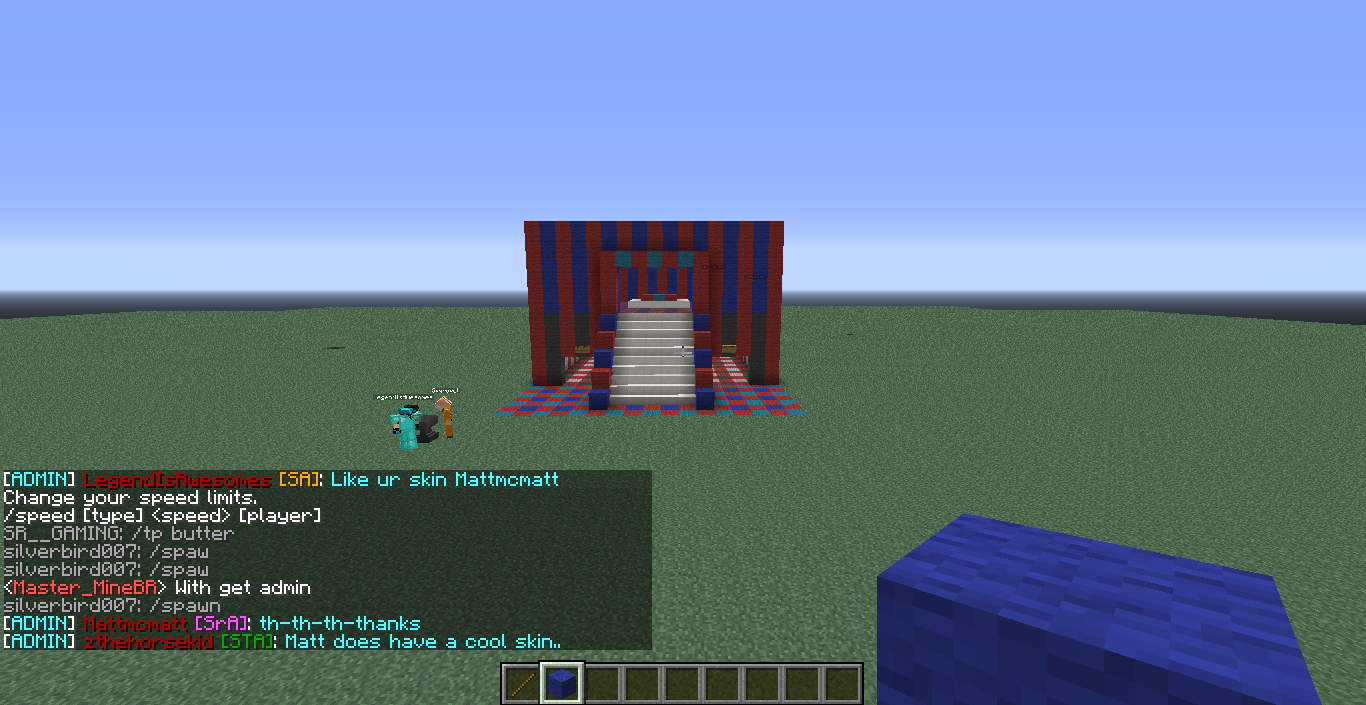 [ADMIN] LegendIsAwesomes [SA]: Like ur skin Mattmcmatt
Change your speed limits.
/speed [type] <speed> [player]
SR__GAMING: /tp butter
silverbird007: /spaw
silverbird007: /spaw
<Master_MineBR> With get admin
silverbird007: /spawn
[ADMIN] Mattmcmatt [SrA]: th-th-th-thanks
[ADMIN] zthehorsekid [STA]: Matt does have a cool skin..